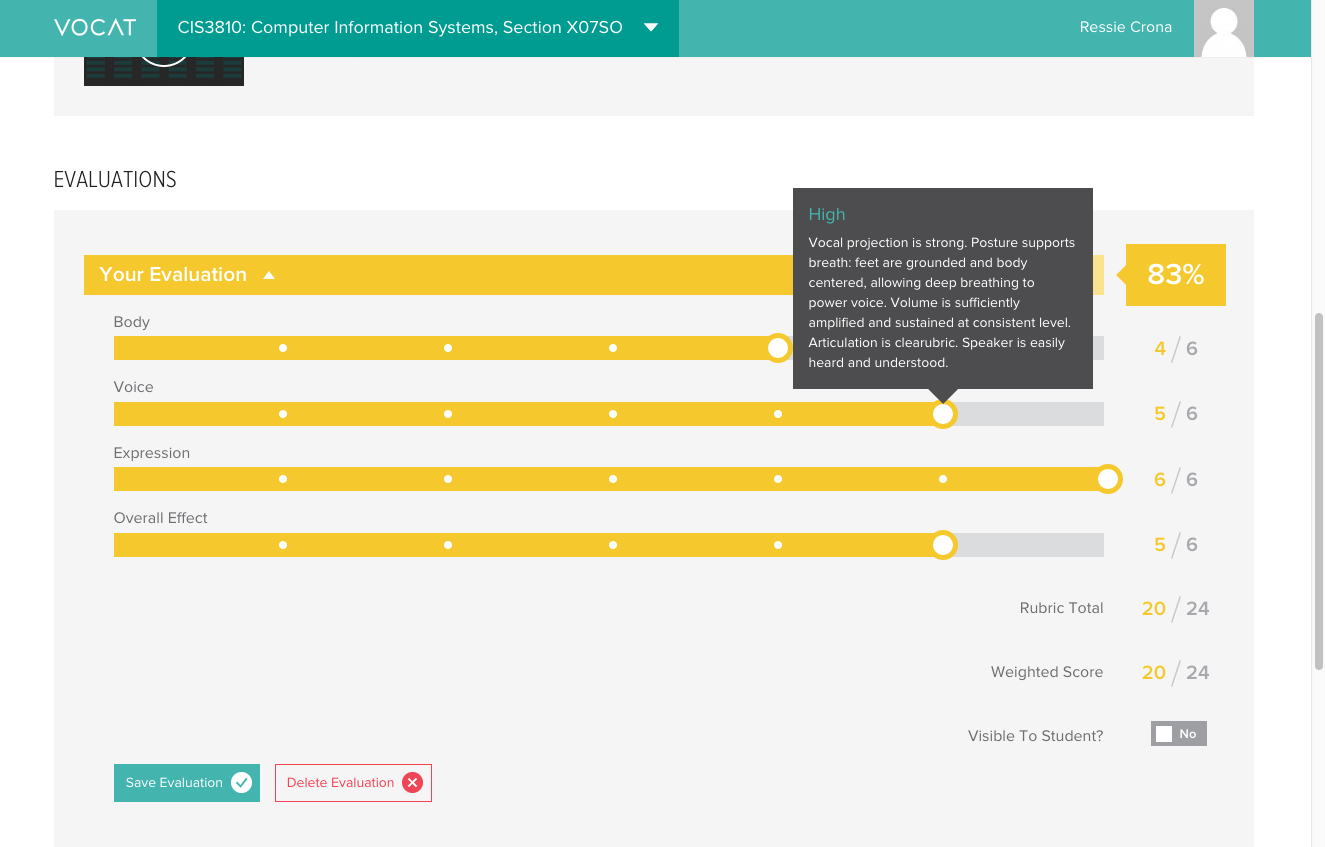 VOCAT
CIS3810: Computer Information Systems, Section X07SO
Ressie Crona
EVALUATIONS
High
Vocal projection is strong. Posture supports
breath: feet are grounded and body
centered, allowing deep breathing to
power voice. Volume is sufficiently
amplified and sustained at consistent level.
Articulation is clearubric. Speaker is easily
heard and understood.
Your Evaluation
83%
Body
4 / 6
Voice
5 / 6
Expression
6 / 6
Overall Effect
5 / 6
Rubric Total 20 / 24
Weighted Score 20 / 24
Visible To Student? No
Save Evaluation
Delete Evaluation